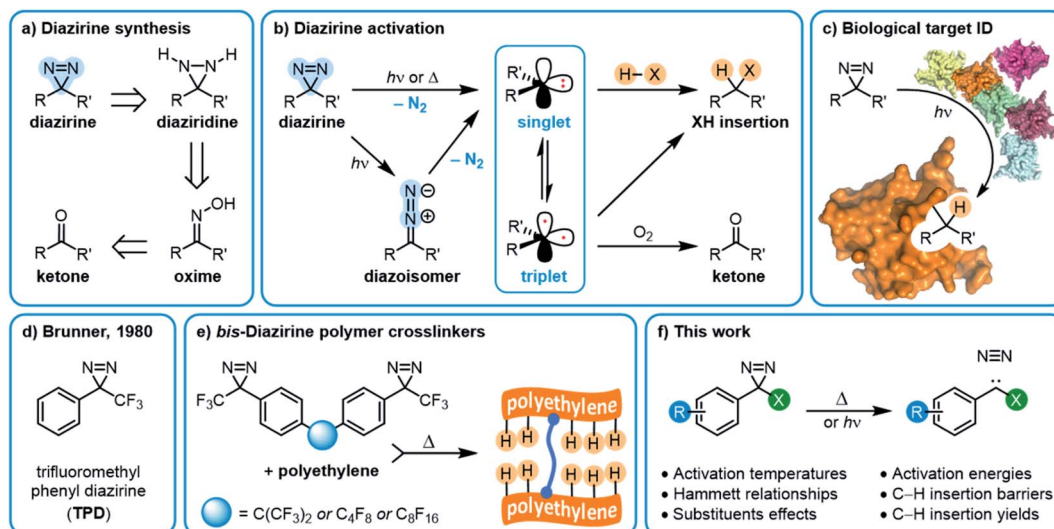 a) Diazirine synthesis
N=N
R R'
diazirine
H H
N-N
R R'
diaziridine
O
R R'
ketone
N OH
R R'
oxime
b) Diazirine activation
N=N
R R'
diazirine
hν or Δ
– N2
hν
– N2
N ⊖
N ⊕
R R'
diazoisomer
R'
R
singlet
R'
R
triplet
H–X
H X
R R'
XH insertion
O2
O
R R'
ketone
c) Biological target ID
N=N
R R'
hν
H
R R'
d) Brunner, 1980
N=N
CF3
trifluoromethyl
phenyl diazirine
(TPD)
e) bis-Diazirine polymer crosslinkers
N=N N=N
F3C CF3
+ polyethylene
Δ
= C(CF3)2 or C4F8 or C8F16
polyethylene
H H H H
H H H H
polyethylene
f) This work
N=N
R X
Δ
or hν
N≡N
R X
• Activation temperatures
• Hammett relationships
• Substituents effects
• Activation energies
• C–H insertion barriers
• C–H insertion yields